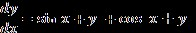 dy/dx = sin x + y + cos x + y